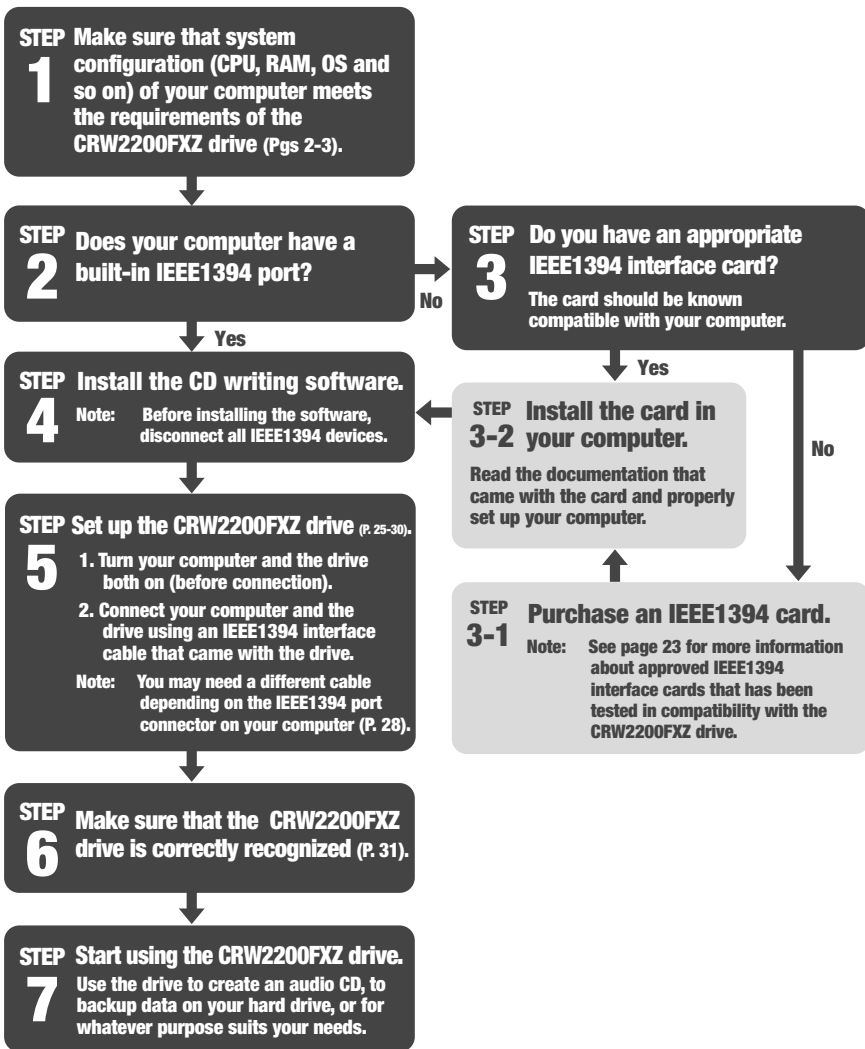 STEP 1
Make sure that system
configuration (CPU, RAM, OS and
so on) of your computer meets
the requirements of the
CRW2200FXZ drive (Pgs 2-3).
STEP 2
Does your computer have a
built-in IEEE1394 port?
No
Yes
STEP 3
Do you have an appropriate
IEEE1394 interface card?
The card should be known
compatible with your computer.
Yes
No
STEP 3-1
Purchase an IEEE1394 card.
Note: See page 23 for more information
about approved IEEE1394
interface cards that has been
tested in compatibility with the
CRW2200FXZ drive.
STEP 3-2
Install the card in
your computer.
Read the documentation that
came with the card and properly
set up your computer.
STEP 4
Install the CD writing software.
Note: Before installing the software,
disconnect all IEEE1394 devices.
STEP 5
Set up the CRW2200FXZ drive (P. 25-30).
1. Turn your computer and the drive
both on (before connection).
2. Connect your computer and the
drive using an IEEE1394 interface
cable that came with the drive.
Note: You may need a different cable
depending on the IEEE1394 port
connector on your computer (P. 28).
STEP 6
Make sure that the CRW2200FXZ
drive is correctly recognized (P. 31).
STEP 7
Start using the CRW2200FXZ drive.
Use the drive to create an audio CD, to
backup data on your hard drive, or for
whatever purpose suits your needs.